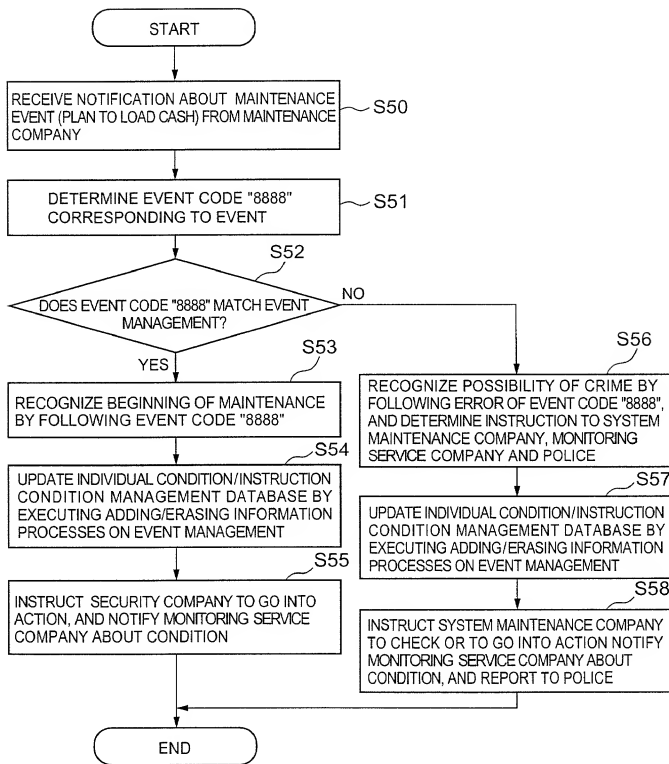 START
RECEIVE NOTIFICATION ABOUT MAINTENANCE
EVENT (PLAN TO LOAD CASH) FROM MAINTENANCE
COMPANY
S50
DETERMINE EVENT CODE "8888"
CORRESPONDING TO EVENT
S51
S52
DOES EVENT CODE "8888" MATCH EVENT
MANAGEMENT?
NO
YES
S53
RECOGNIZE BEGINNING OF MAINTENANCE
BY FOLLOWING EVENT CODE "8888"
S54
UPDATE INDIVIDUAL CONDITION/INSTRUCTION
CONDITION MANAGEMENT DATABASE BY
EXECUTING ADDING/ERASING INFORMATION
PROCESSES ON EVENT MANAGEMENT
S55
INSTRUCT SECURITY COMPANY TO GO INTO
ACTION, AND NOTIFY MONITORING SERVICE
COMPANY ABOUT CONDITION
S56
RECOGNIZE POSSIBILITY OF CRIME BY
FOLLOWING ERROR OF EVENT CODE "8888",
AND DETERMINE INSTRUCTION TO SYSTEM
MAINTENANCE COMPANY, MONITORING
SERVICE COMPANY AND POLICE
S57
UPDATE INDIVIDUAL CONDITION/INSTRUCTION
CONDITION MANAGEMENT DATABASE BY
EXECUTING ADDING/ERASING INFORMATION
PROCESSES ON EVENT MANAGEMENT
S58
INSTRUCT SYSTEM MAINTENANCE COMPANY
TO CHECK OR TO GO INTO ACTION NOTIFY
MONITORING SERVICE COMPANY ABOUT
CONDITION, AND REPORT TO POLICE
END